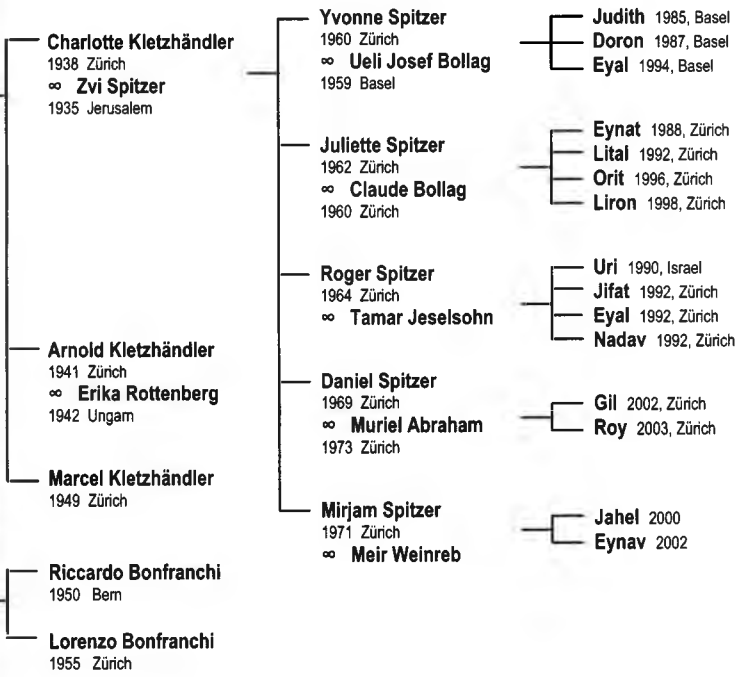 Charlotte Kletzhändler
1938 Zürich
∞ Zvi Spitzer
1935 Jerusalem
Arnold Kletzhändler
1941 Zürich
∞ Erika Rottenberg
1942 Ungarn
Marcel Kletzhändler
1949 Zürich
Riccardo Bonfranchi
1950 Bern
Lorenzo Bonfranchi
1955 Zürich
Yvonne Spitzer
1960 Zürich
∞ Ueli Josef Bollag
1959 Basel
Juliette Spitzer
1962 Zürich
∞ Claude Bollag
1960 Zürich
Roger Spitzer
1964 Zürich
∞ Tamar Jeselsohn
Daniel Spitzer
1969 Zürich
∞ Muriel Abraham
1973 Zürich
Mirjam Spitzer
1971 Zürich
∞ Meir Weinreb
Judith 1985, Basel
Doron 1987, Basel
Eyal 1994, Basel
Eynat 1988, Zürich
Lital 1992, Zürich
Orit 1996, Zürich
Liron 1998, Zürich
Uri 1990, Israel
Jifat 1992, Zürich
Eyal 1992, Zürich
Nadav 1992, Zürich
Gil 2002, Zürich
Roy 2003, Zürich
Jahel 2000
Eynav 2002